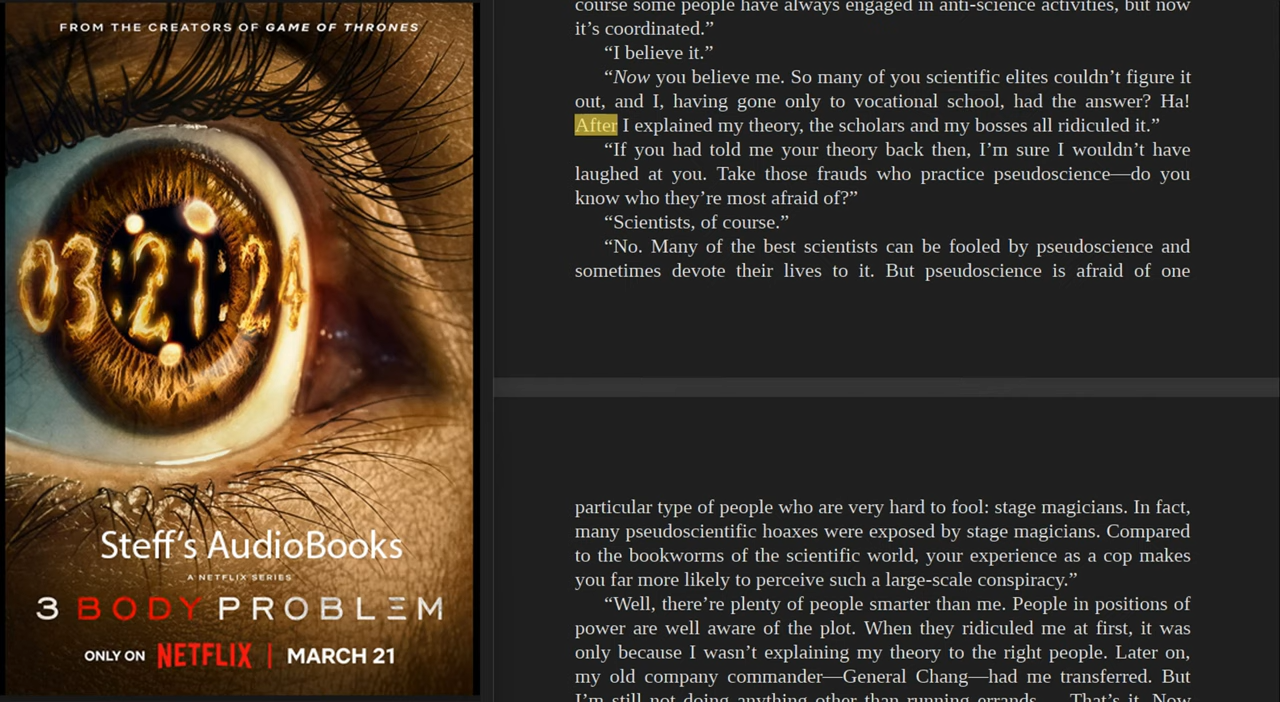 FROM THE CREATORS OF GAME OF THRONES
03:21:24
Steff's AudioBooks
A NETFLIX SERIES
3 BODY PROBLEM
ONLY ON NETFLIX | MARCH 21
course some people have always engaged in anti-science activities, but now
it’s coordinated.”
“I believe it.”
“Now you believe me. So many of you scientific elites couldn’t figure it
out, and I, having gone only to vocational school, had the answer? Ha!
After I explained my theory, the scholars and my bosses all ridiculed it.”
“If you had told me your theory back then, I’m sure I wouldn’t have
laughed at you. Take those frauds who practice pseudoscience—do you
know who they’re most afraid of?”
“Scientists, of course.”
“No. Many of the best scientists can be fooled by pseudoscience and
sometimes devote their lives to it. But pseudoscience is afraid of one
particular type of people who are very hard to fool: stage magicians. In fact,
many pseudoscientific hoaxes were exposed by stage magicians. Compared
to the bookworms of the scientific world, your experience as a cop makes
you far more likely to perceive such a large-scale conspiracy.”
“Well, there’re plenty of people smarter than me. People in positions of
power are well aware of the plot. When they ridiculed me at first, it was
only because I wasn’t explaining my theory to the right people. Later on,
my old company commander—General Chang—had me transferred. But
I’m still not doing anything other than running errands.... That’s it. Now